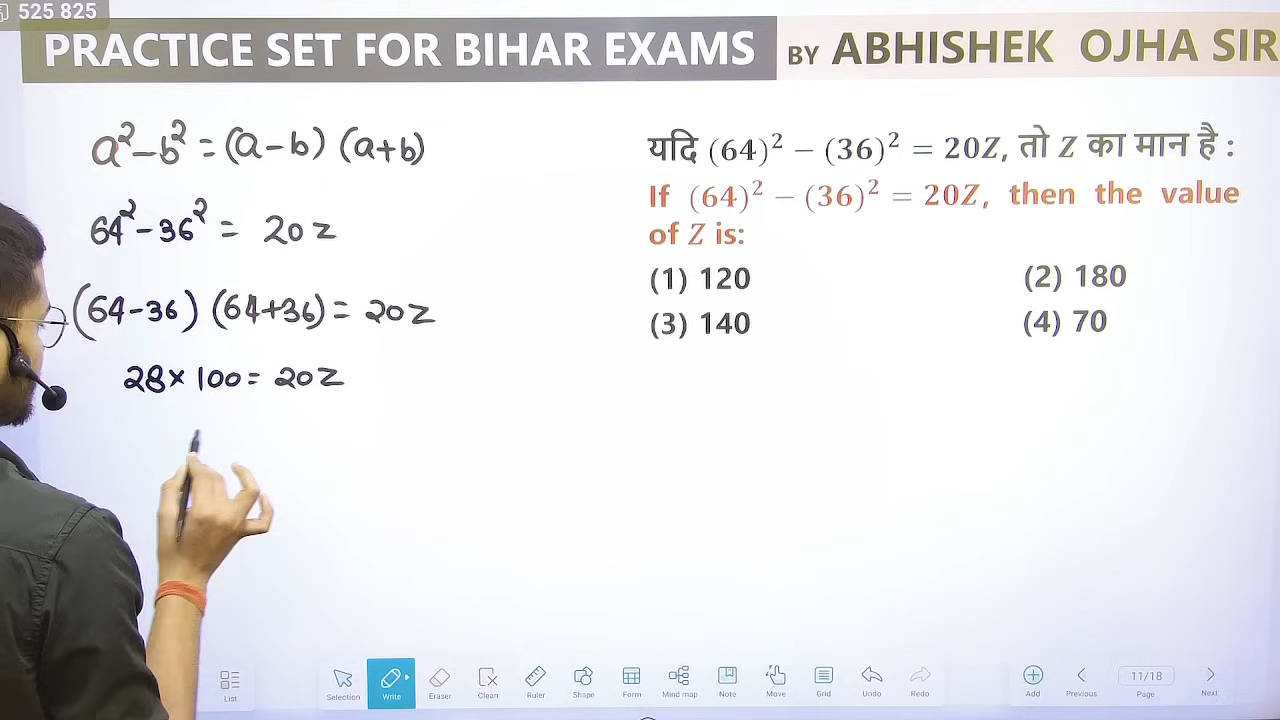 525 825
PRACTICE SET FOR BIHAR EXAMS BY ABHISHEK OJHA SIR
a² - b² = (a-b) (a+b)
64² - 36² = 20z
(64-36) (64+36) = 20z
28 × 100 = 20z
यदि (64)² − (36)² = 20Z, तो Z का मान है :
If (64)² − (36)² = 20Z, then the value
of Z is:
(1) 120 (2) 180
(3) 140 (4) 70
List Selection Write Eraser Clean Ruler Shape Form Mind map Note Move Unit Undo Redo Add Previous 11/18 Page Next